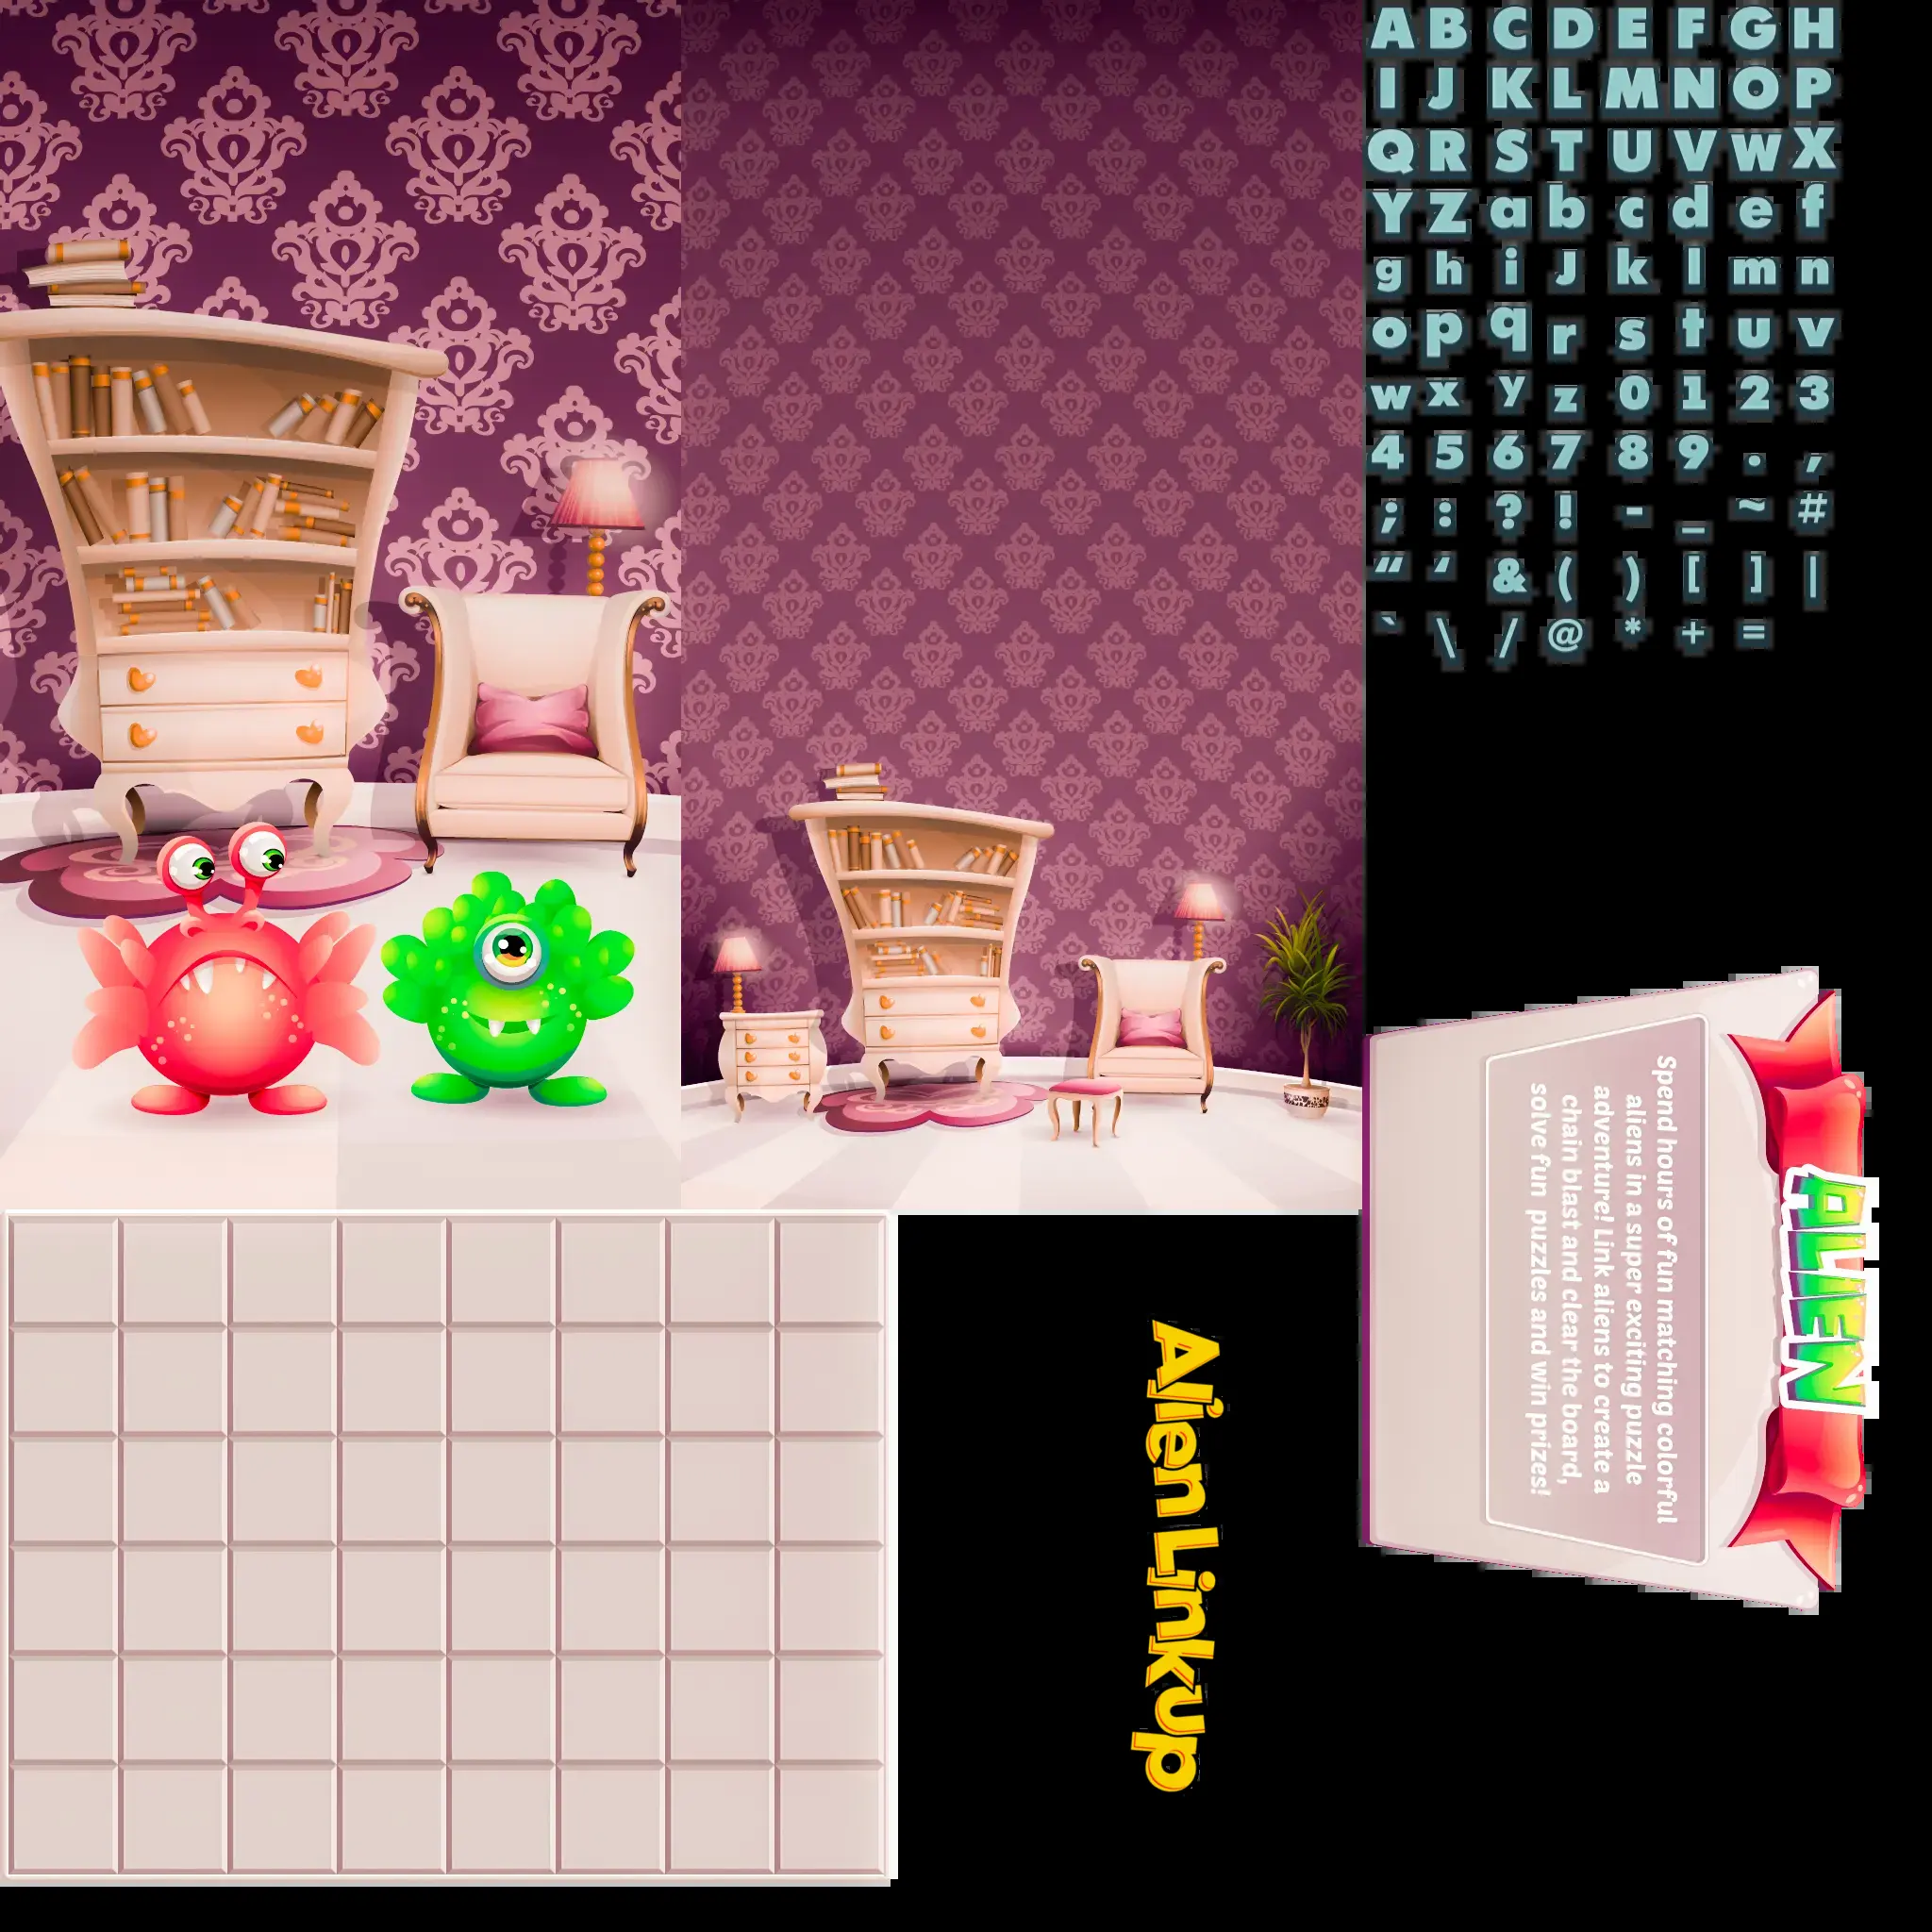 A B C D E F G H
I J K L M N O P
Q R S T U V W X
Y Z a b c d e f
g h i J k l m n
o p q r s t u v
w x y z 0 1 2 3
4 5 6 7 8 9 . ,
; : ? ! - _ ~ #
“ ‘ & ( ) [ ] |
` \ / @ * + =
ALIEN
Spend hours of fun matching colorful
aliens in a super exciting puzzle
adventure! Link aliens to create a
chain blast and clear the board,
solve fun puzzles and win prizes!
Alien Linkup